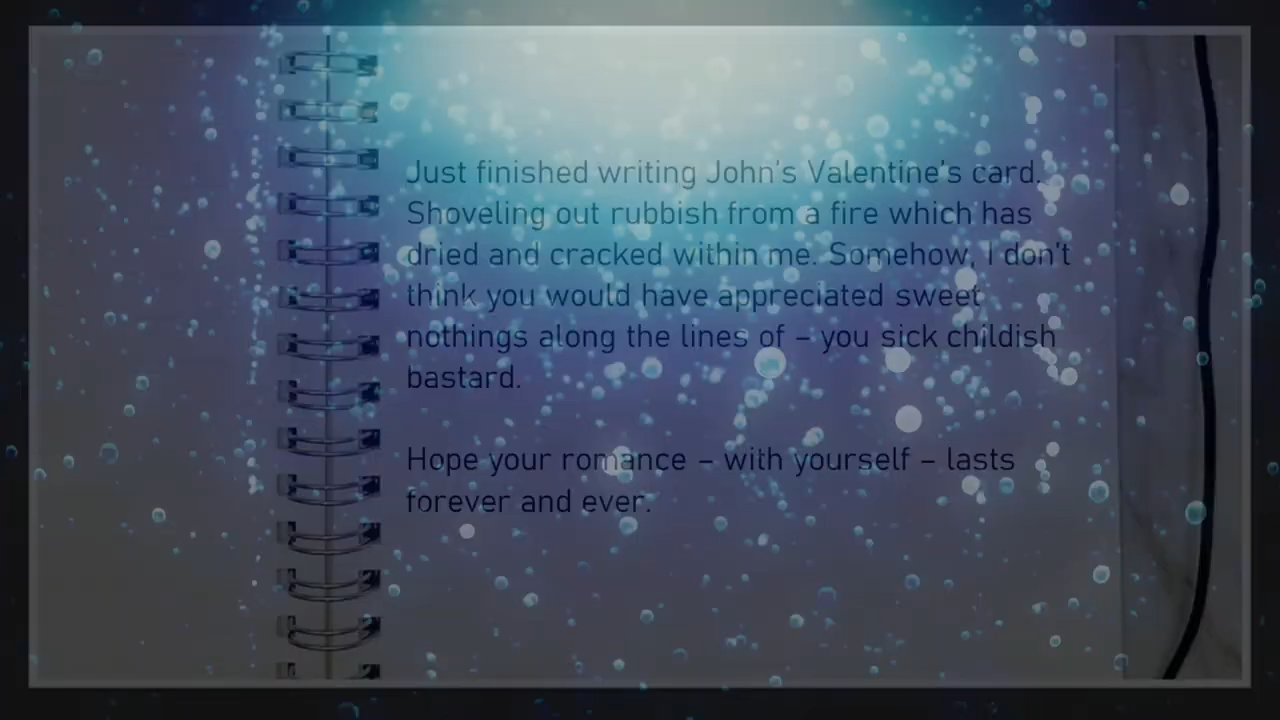 Just finished writing John's Valentine's card.
Shoveling out rubbish from a fire which has
dried and cracked within me. Somehow, I don't
think you would have appreciated sweet
nothings along the lines of – you sick childish
bastard.
Hope your romance – with yourself – lasts
forever and ever.